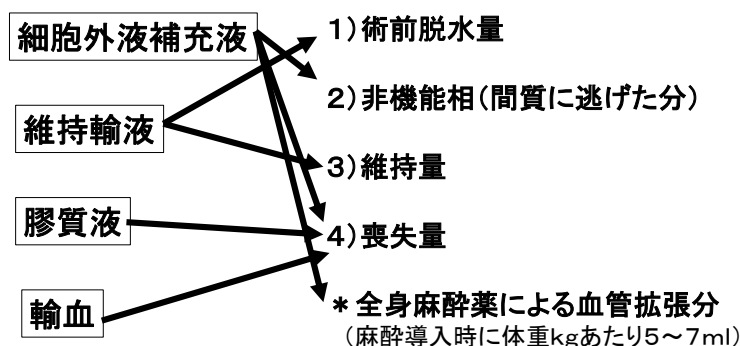 細胞外液補充液
維持輸液
膠質液
輸血
1)術前脱水量
2)非機能相(間質に逃げた分)
3)維持量
4)喪失量
*全身麻酔薬による血管拡張分
(麻酔導入時に体重kgあたり5~7ml)